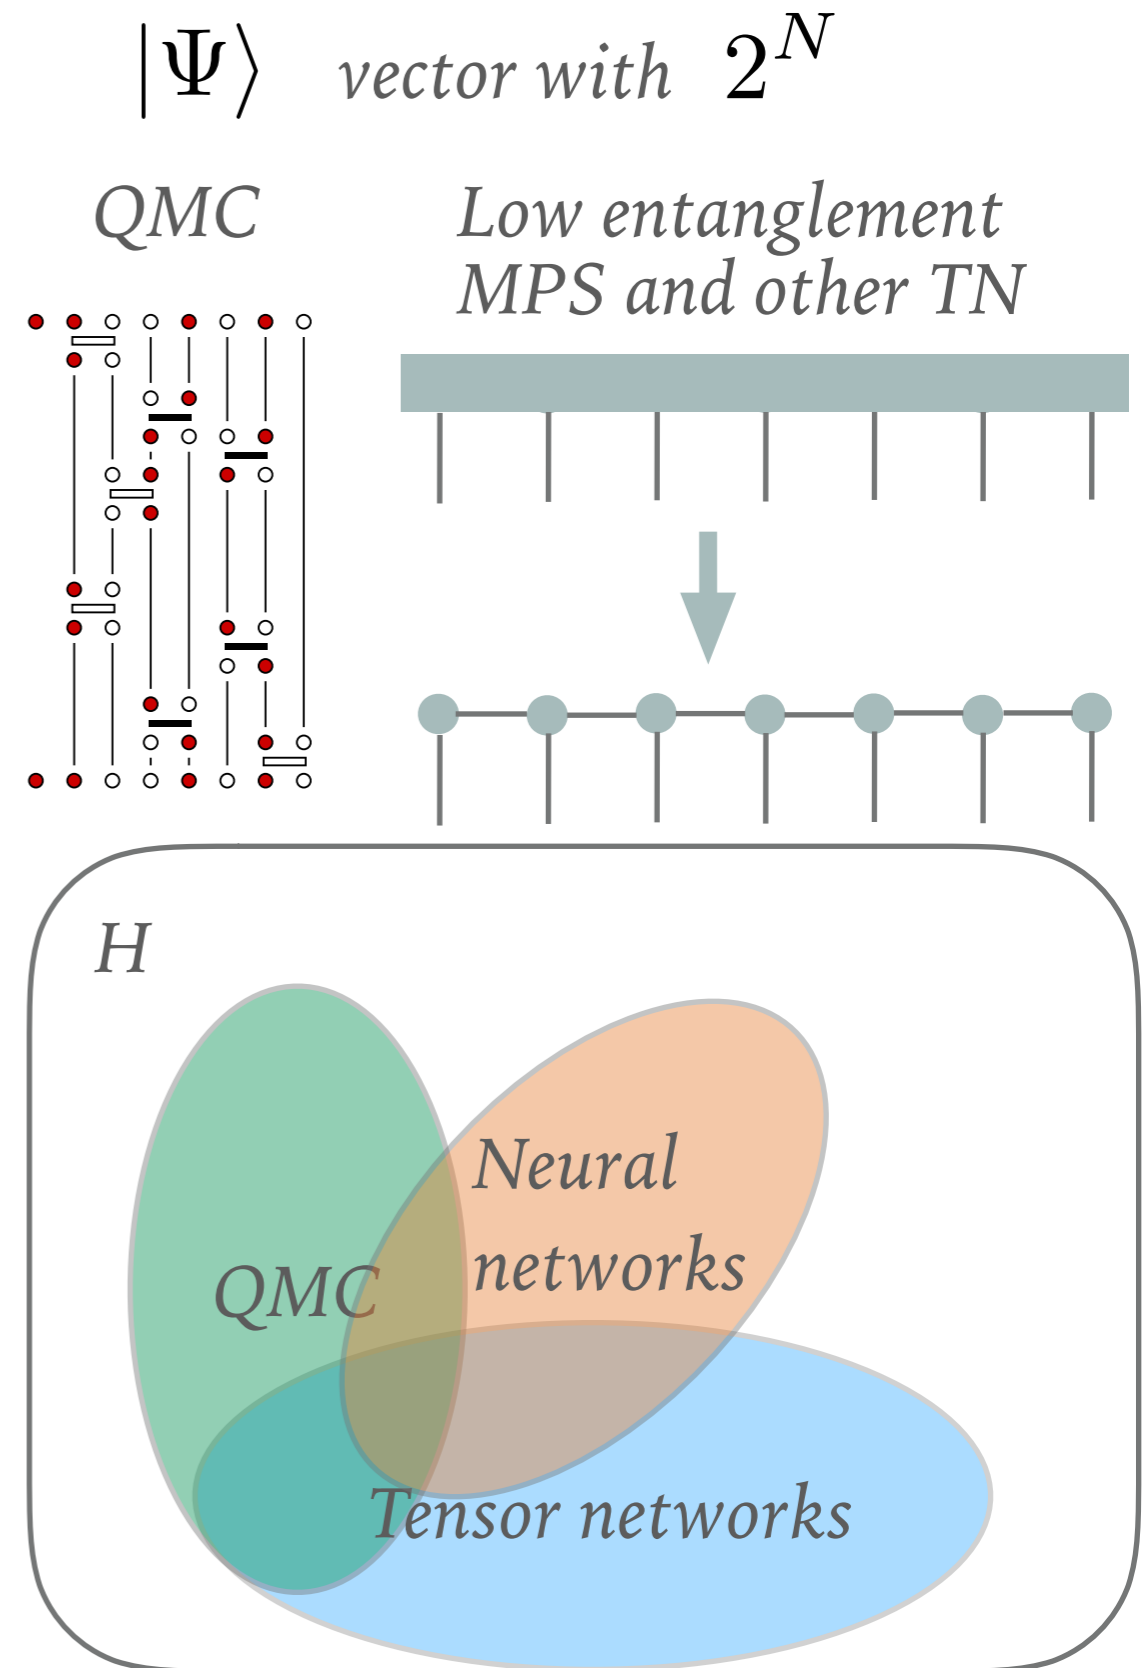 |Ψ⟩ vector with 2^N
QMC
Low entanglement
MPS and other TN
H
Neural
networks
QMC
Tensor networks